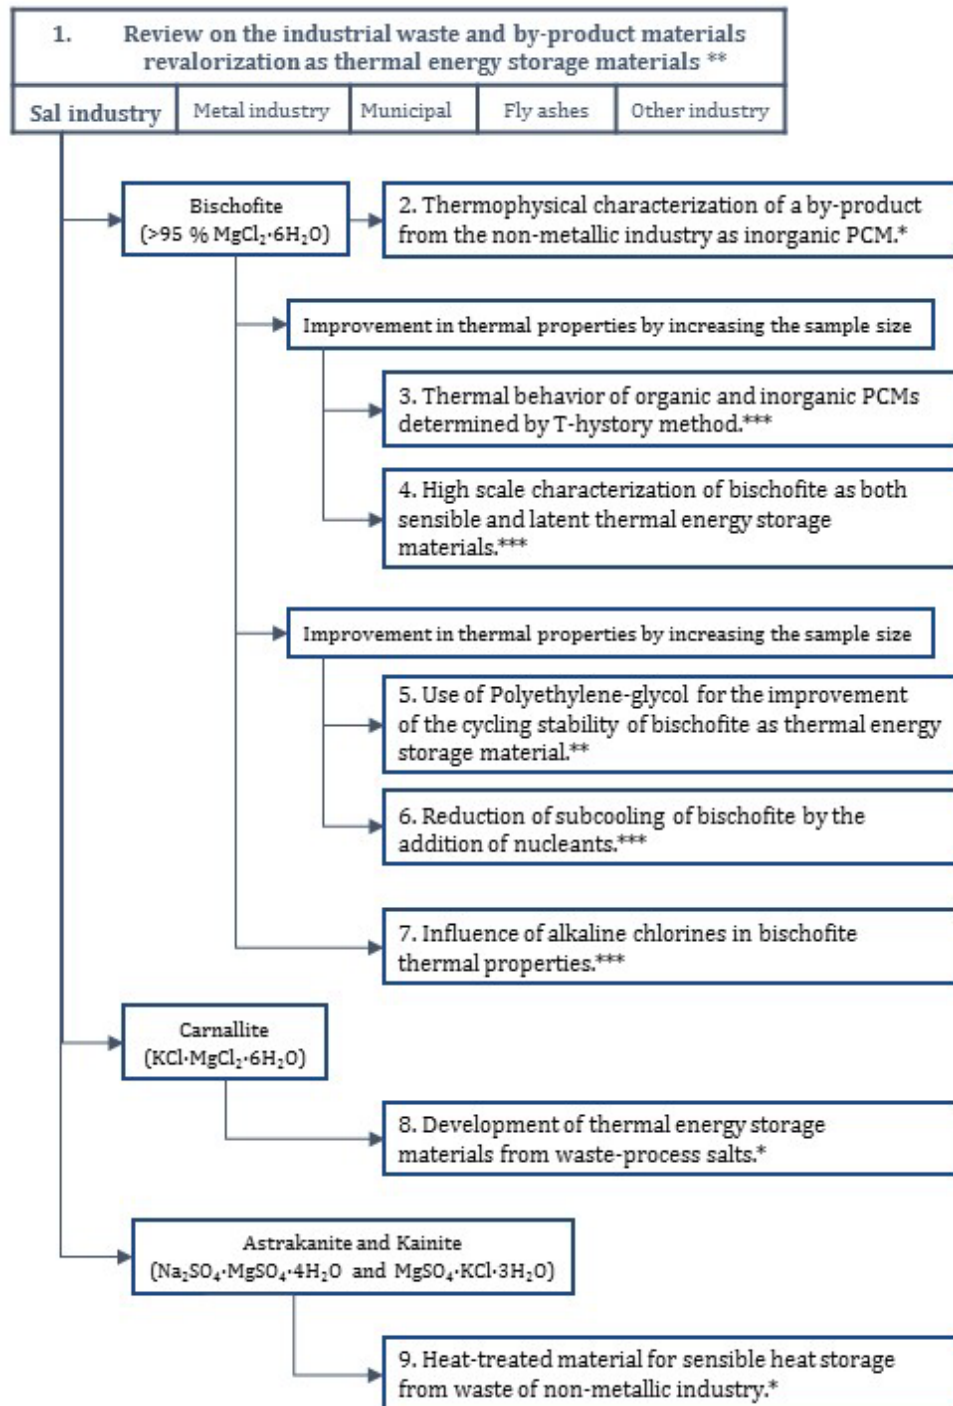 1. Review on the industrial waste and by-product materials
revalorization as thermal energy storage materials **
Sal industry Metal industry Municipal Fly ashes Other industry
Bischofite
(>95 % MgCl₂·6H₂O)
2. Thermophysical characterization of a by-product
from the non-metallic industry as inorganic PCM.*
Improvement in thermal properties by increasing the sample size
3. Thermal behavior of organic and inorganic PCMs
determined by T-hystory method.***
4. High scale characterization of bischofite as both
sensible and latent thermal energy storage
materials.***
Improvement in thermal properties by increasing the sample size
5. Use of Polyethylene-glycol for the improvement
of the cycling stability of bischofite as thermal energy
storage material.**
6. Reduction of subcooling of bischofite by the
addition of nucleants.***
7. Influence of alkaline chlorines in bischofite
thermal properties.***
Carnallite
(KCl·MgCl₂·6H₂O)
8. Development of thermal energy storage
materials from waste-process salts.*
Astrakanite and Kainite
(Na₂SO₄·MgSO₄·4H₂O and MgSO₄·KCl·3H₂O)
9. Heat-treated material for sensible heat storage
from waste of non-metallic industry.*